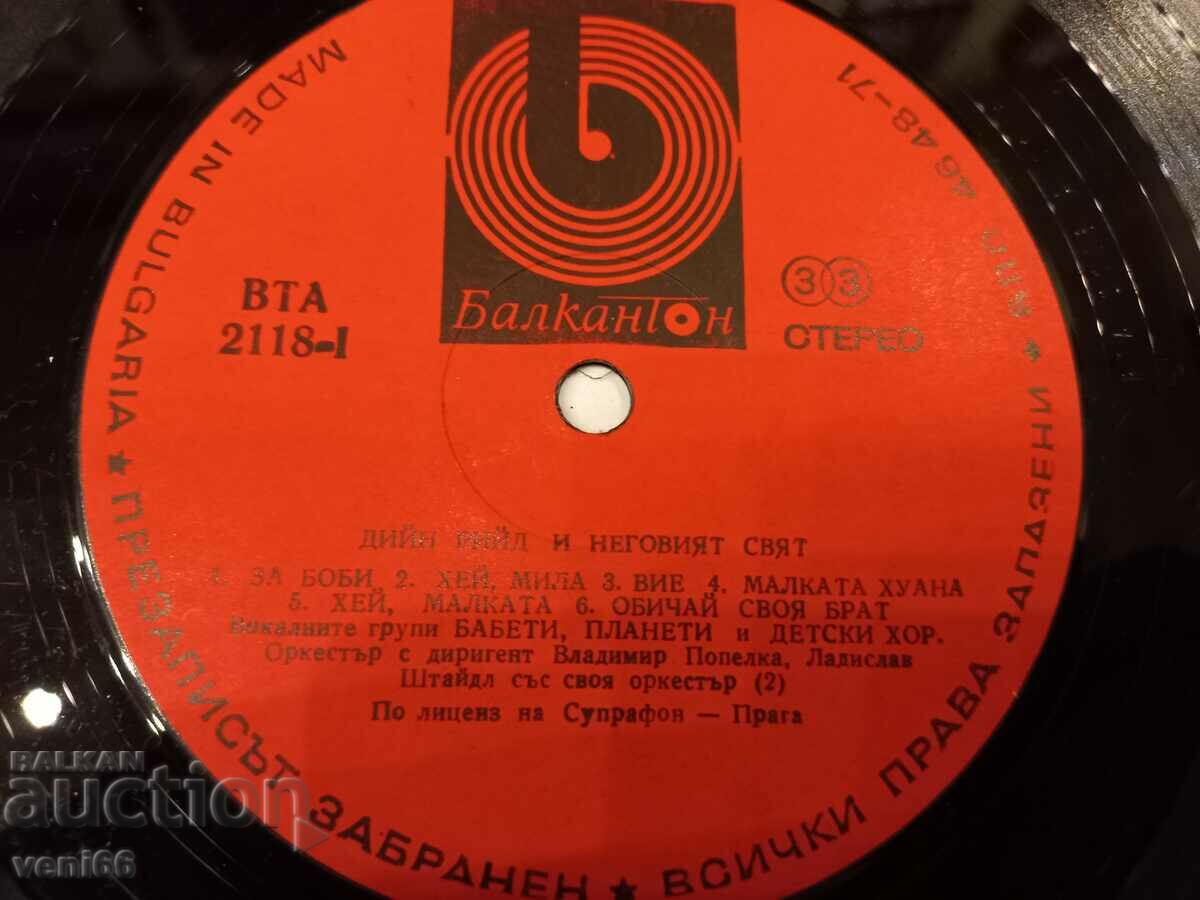 Балкантон
ВТА
2118-I
33
СТЕРЕО
ДИЙН РИЙД И НЕГОВИЯТ СВЯТ
1. ЗА БОБИ 2. ХЕЙ, МИЛА 3. ВИЕ 4. МАЛКАТА ХУАНА
5. ХЕЙ, МАЛКАТА 6. ОБИЧАЙ СВОЯ БРАТ
Вокалните групи БАБЕТИ, ПЛАНЕТИ и ДЕТСКИ ХОР.
Оркестър с диригент Владимир Попелка, Ладислав
Штайдл със своя оркестър (2)
По лиценз на Супрафон — Прага
MADE IN BULGARIA ★ ПРЕЗАПИСЪТ ЗАБРАНЕН ★ ВСИЧКИ ПРАВА ЗАПАЗЕНИ ★
4648-71
BALKAN
auction
veni66